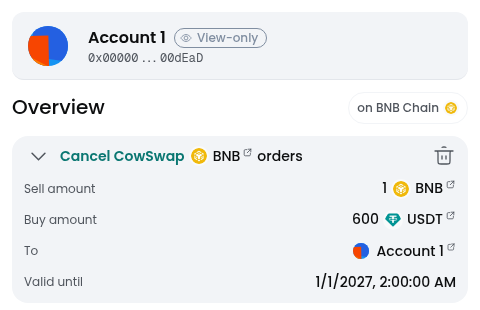 Account 1 View-only
0x00000...00dEaD
Overview
on BNB Chain
Cancel CowSwap BNB orders
Sell amount 1 BNB
Buy amount 600 USDT
To Account 1
Valid until 1/1/2027, 2:00:00 AM